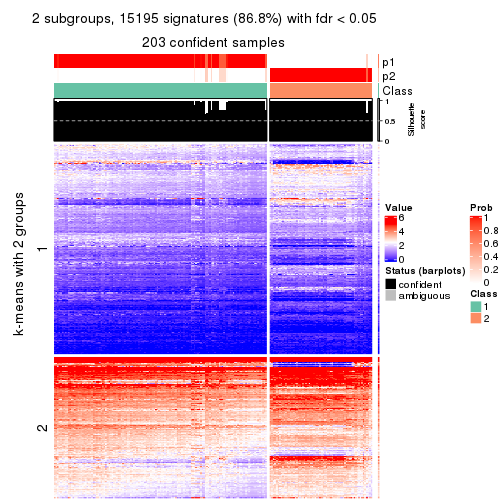 2 subgroups, 15195 signatures (86.8%) with fdr < 0.05
203 confident samples
p1
p2
Class
1
0.5
0
Silhouette
score
k-means with 2 groups
1
2
Value
6
4
2
0
Status (barplots)
confident
ambiguous
Prob
1
0.8
0.6
0.4
0.2
0
Class
1
2